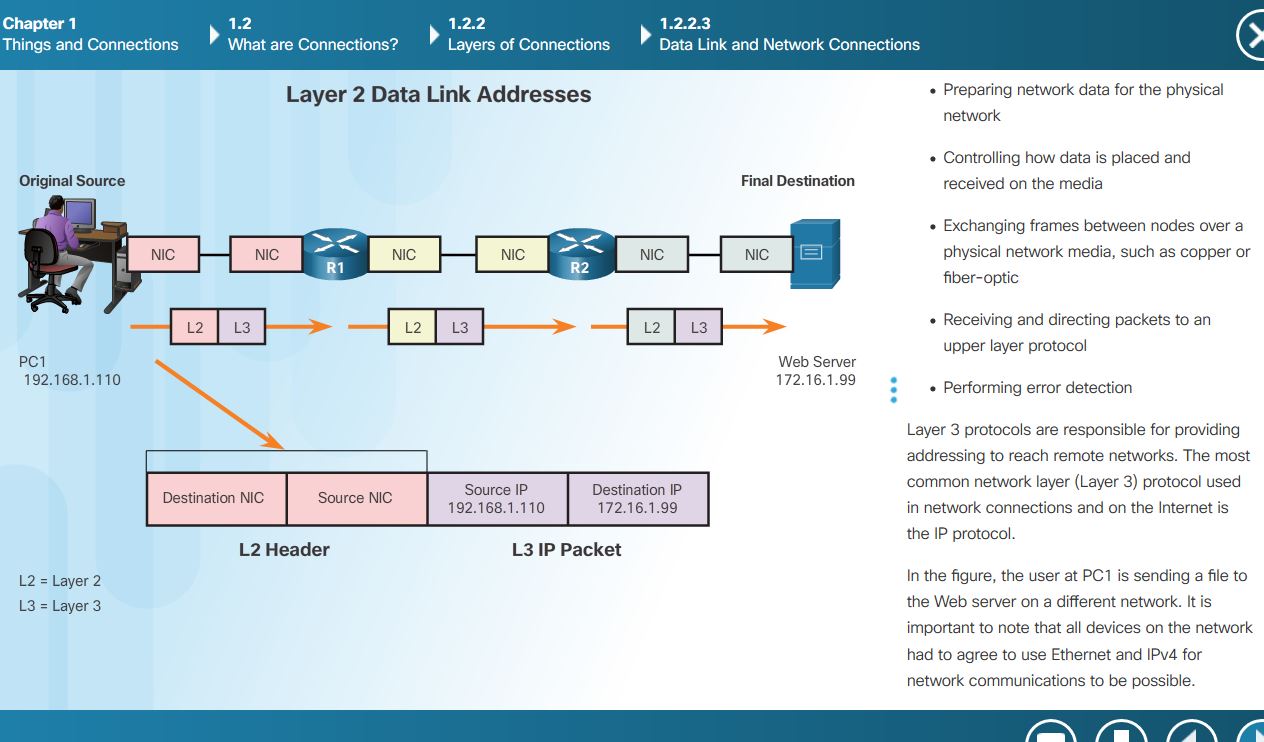 Chapter 1
Things and Connections
1.2
What are Connections?
1.2.2
Layers of Connections
1.2.2.3
Data Link and Network Connections
Layer 2 Data Link Addresses
Original Source
Final Destination
NIC
NIC
R1
NIC
NIC
R2
NIC
NIC
L2 L3
L2 L3
L2 L3
PC1
192.168.1.110
Web Server
172.16.1.99
Destination NIC
Source NIC
Source IP
192.168.1.110
Destination IP
172.16.1.99
L2 Header
L3 IP Packet
L2 = Layer 2
L3 = Layer 3
• Preparing network data for the physical
network
• Controlling how data is placed and
received on the media
• Exchanging frames between nodes over a
physical network media, such as copper or
fiber-optic
• Receiving and directing packets to an
upper layer protocol
• Performing error detection
Layer 3 protocols are responsible for providing
addressing to reach remote networks. The most
common network layer (Layer 3) protocol used
in network connections and on the Internet is
the IP protocol.
In the figure, the user at PC1 is sending a file to
the Web server on a different network. It is
important to note that all devices on the network
had to agree to use Ethernet and IPv4 for
network communications to be possible.